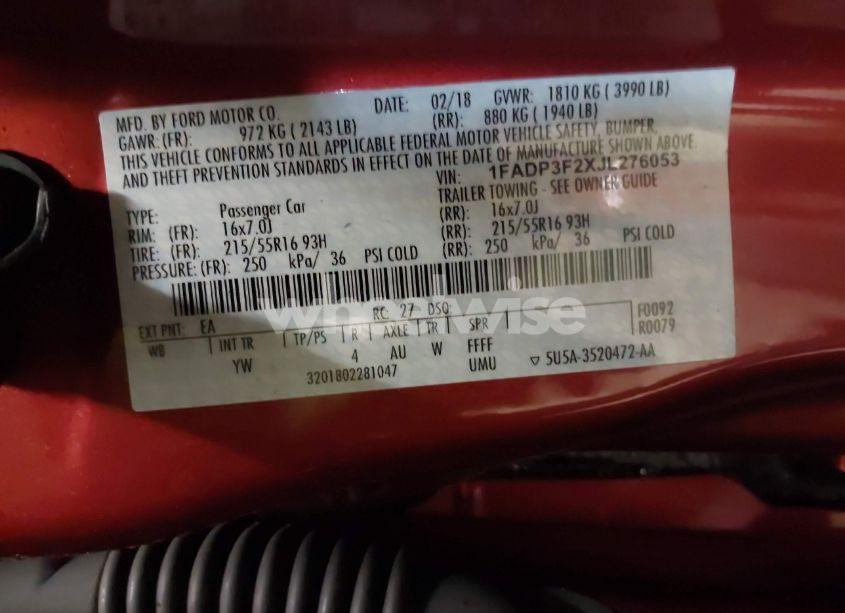 MFD. BY FORD MOTOR CO. DATE: 02/18 GVWR: 1810 KG ( 3990 LB)
GAWR: (FR): 972 KG ( 2143 LB) (RR): 880 KG ( 1940 LB)
THIS VEHICLE CONFORMS TO ALL APPLICABLE FEDERAL MOTOR VEHICLE SAFETY, BUMPER,
AND THEFT PREVENTION STANDARDS IN EFFECT ON THE DATE OF MANUFACTURE SHOWN ABOVE.
VIN: 1FADP3F2XJL276053
TYPE: Passenger Car TRAILER TOWING - SEE OWNER GUIDE
RIM: (FR): 16x7.0J (RR): 16x7.0J
TIRE: (FR): 215/55R16 93H (RR): 215/55R16 93H
PRESSURE: (FR): 250 kPa/ 36 PSI COLD (RR): 250 kPa/ 36 PSI COLD
wheelwise
EXT PNT: EA RC: 27 DSO: F0092
WB INT TR TP/PS R AXLE TR SPR R0079
YW 4 AU W FFFF
3201802281047 UMU ▽ 5U5A-3520472-AA